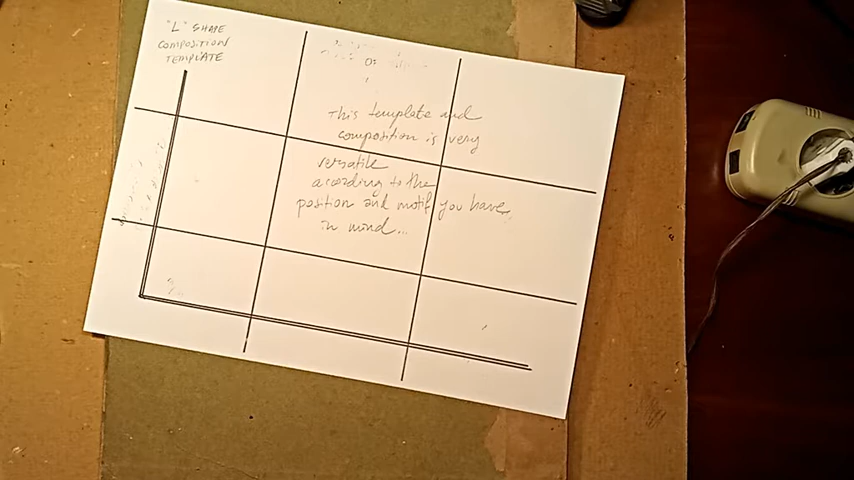 "L" SHAPE
COMPOSITION
TEMPLATE
This template and
composition is very
versatile
acording to the
position and motif you have
in mind...